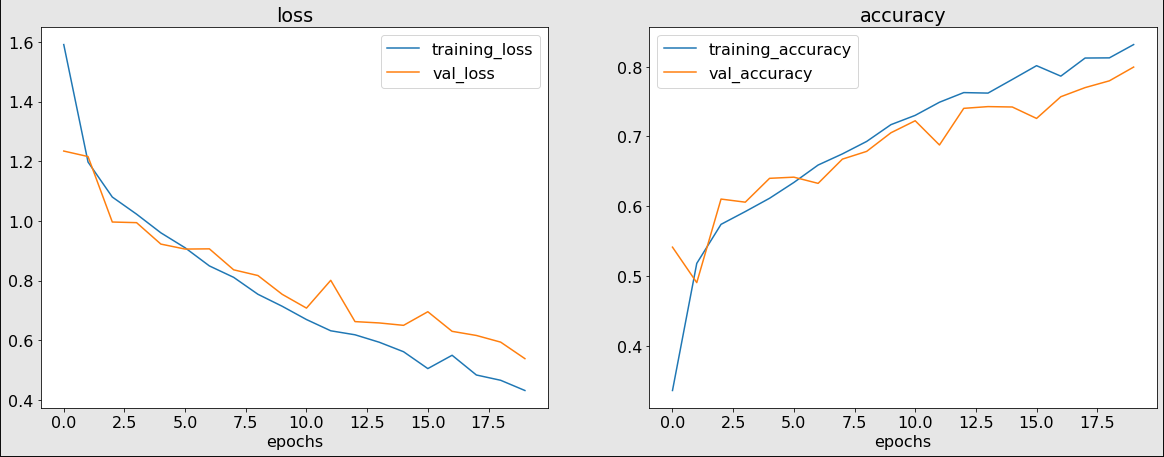 loss
training_loss
val_loss
1.6
1.4
1.2
1.0
0.8
0.6
0.4
0.0 2.5 5.0 7.5 10.0 12.5 15.0 17.5
epochs
accuracy
training_accuracy
val_accuracy
0.8
0.7
0.6
0.5
0.4
0.0 2.5 5.0 7.5 10.0 12.5 15.0 17.5
epochs